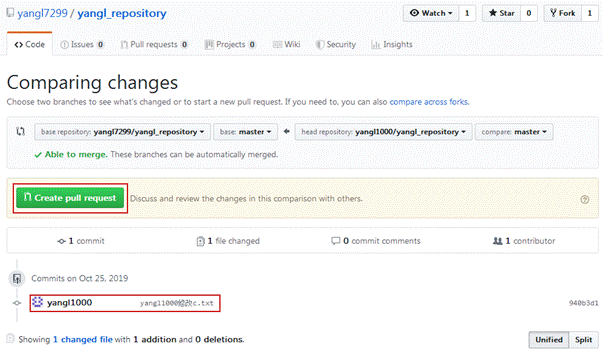 yangl7299 / yangl_repository
Watch 1 Star 0 Fork 1
Code Issues 0 Pull requests 0 Projects 0 Wiki Security Insights
Comparing changes
Choose two branches to see what's changed or to start a new pull request. If you need to, you can also compare across forks.
base repository: yangl7299/yangl_repository base: master head repository: yangl1000/yangl_repository compare: master
Able to merge. These branches can be automatically merged.
Create pull request Discuss and review the changes in this comparison with others.
1 commit 1 file changed 0 commit comments 1 contributor
Commits on Oct 25, 2019
yangl1000 yangl1000修改c.txt 940b3d1
Showing 1 changed file with 1 addition and 0 deletions. Unified Split